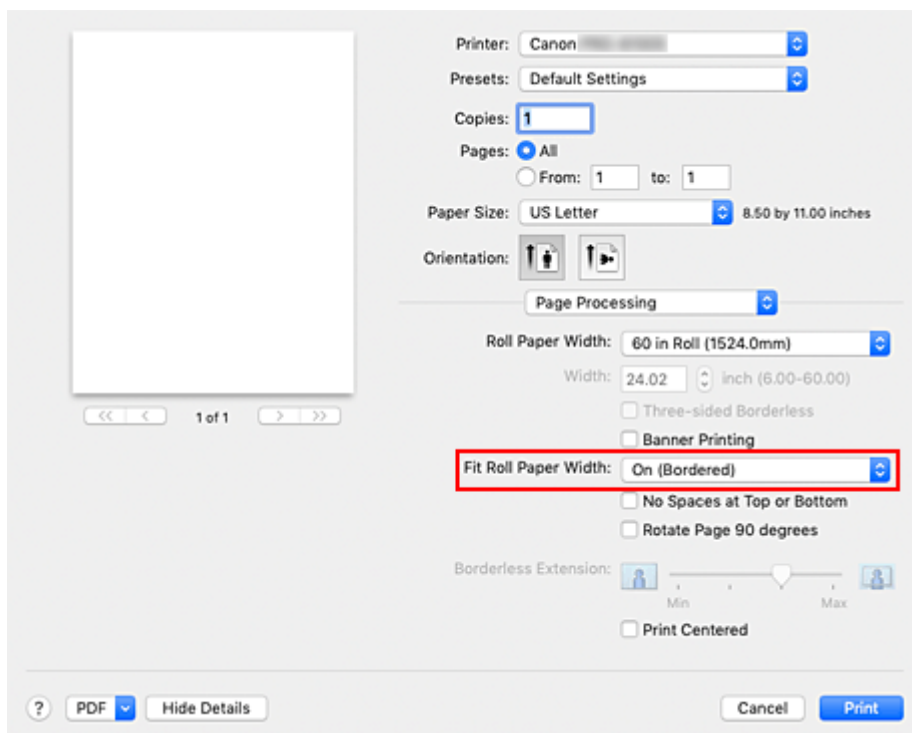 Printer: Canon
Presets: Default Settings
Copies: 1
Pages: All
From: 1 to: 1
Paper Size: US Letter 8.50 by 11.00 inches
Orientation:
Page Processing
Roll Paper Width: 60 in Roll (1524.0mm)
Width: 24.02 inch (6.00-60.00)
Three-sided Borderless
1 of 1
Banner Printing
Fit Roll Paper Width: On (Bordered)
No Spaces at Top or Bottom
Rotate Page 90 degrees
Borderless Extension:
Min Max
Print Centered
? PDF Hide Details Cancel Print